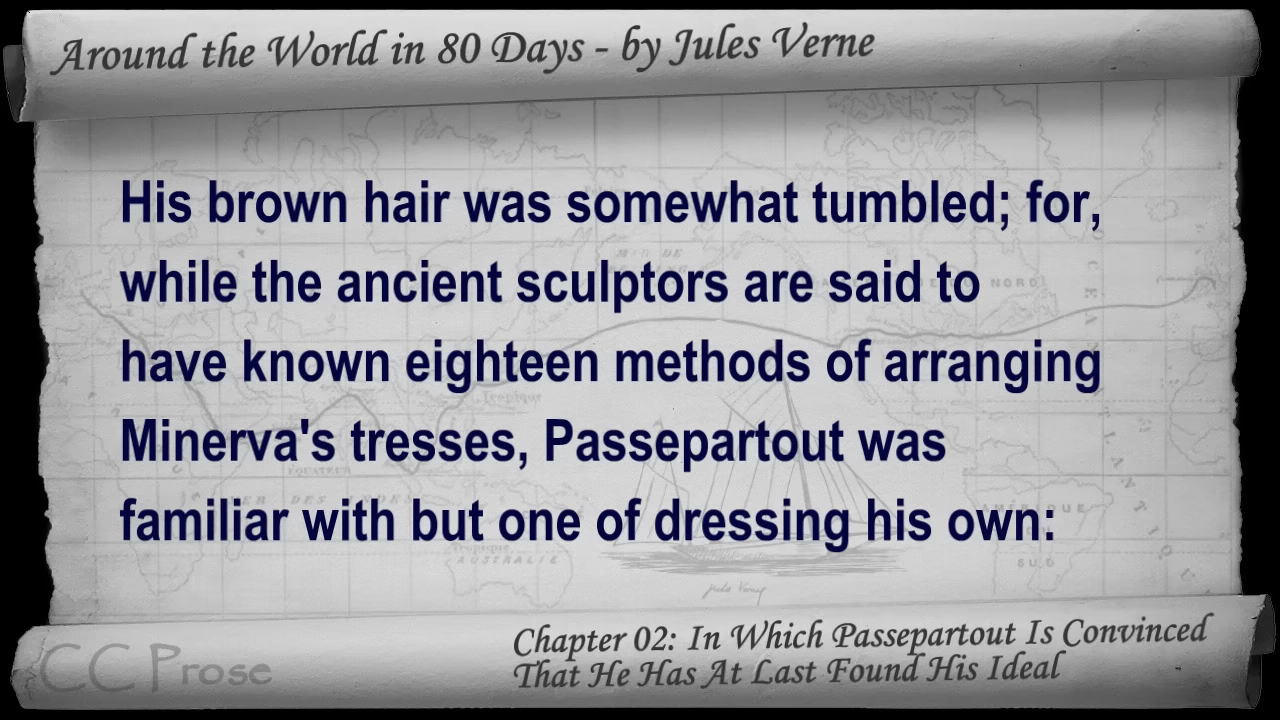 Around the World in 80 Days - by Jules Verne
His brown hair was somewhat tumbled; for,
while the ancient sculptors are said to
have known eighteen methods of arranging
Minerva's tresses, Passepartout was
familiar with but one of dressing his own:
Chapter 02: In Which Passepartout Is Convinced
That He Has At Last Found His Ideal
CC Prose